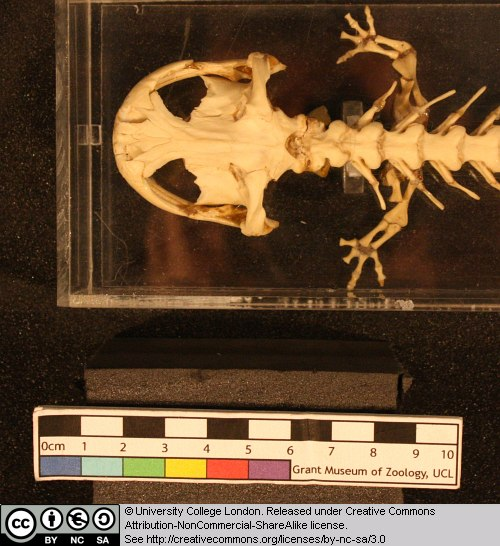 0cm 1 2 3 4 5 6 7 8 9 10
Grant Museum of Zoology, UCL
© University College London. Released under Creative Commons
Attribution-NonCommercial-ShareAlike license.
See http://creativecommons.org/licenses/by-nc-sa/3.0
cc BY NC SA